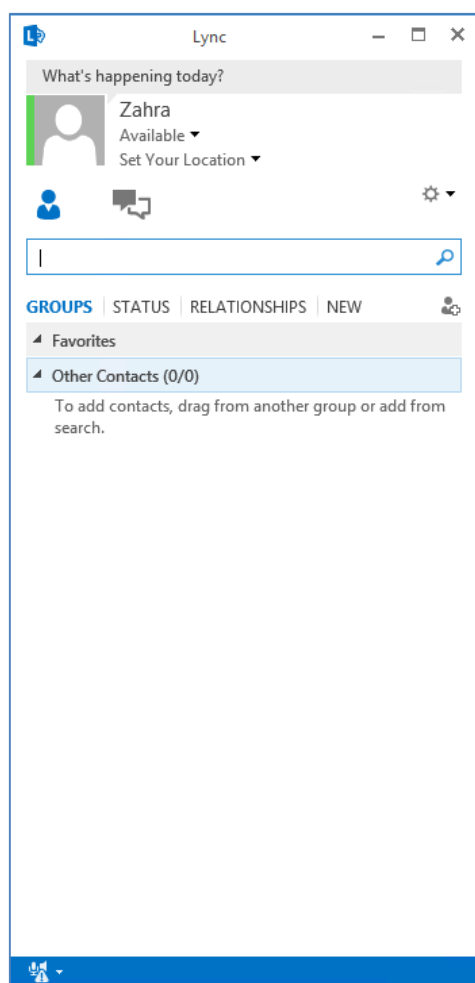 Lync
What's happening today?
Zahra
Available
Set Your Location
GROUPS STATUS RELATIONSHIPS NEW
Favorites
Other Contacts (0/0)
To add contacts, drag from another group or add from
search.